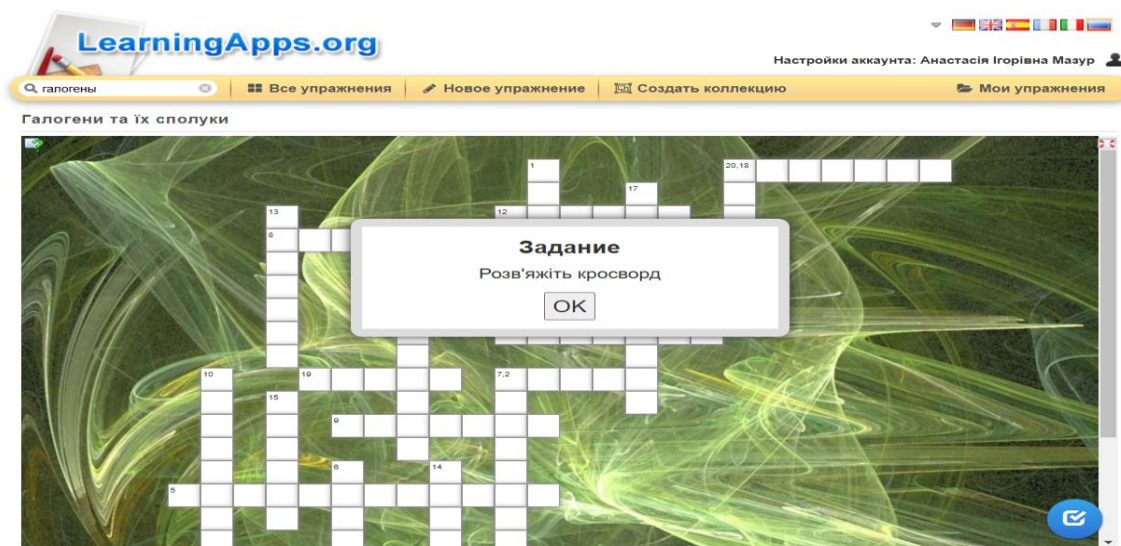 LearningApps.org
Настройки аккаунта: Анастасія Ігорівна Мазур
галогены
Все упражнения
Новое упражнение
Создать коллекцию
Мои упражнения
Галогени та їх сполуки
1
20,18
17
13
12
8
Задание
Розв'яжіть кросворд
OK
10
19
7,2
15
9
6
14
5